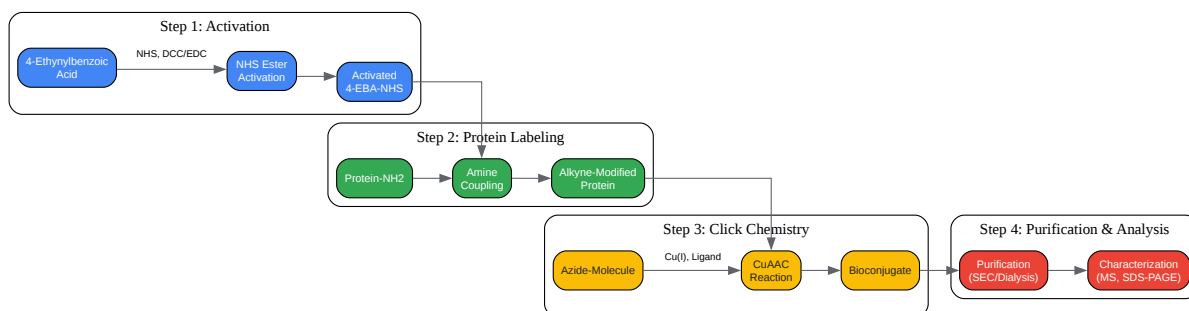 Step 1: Activation
4-Ethynylbenzoic
Acid
NHS, DCC/EDC
NHS Ester
Activation
Activated
4-EBA-NHS
Step 2: Protein Labeling
Protein-NH2
Amine
Coupling
Alkyne-Modified
Protein
Step 3: Click Chemistry
Azide-Molecule
Cu(I), Ligand
CuAAC
Reaction
Bioconjugate
Step 4: Purification & Analysis
Purification
(SEC/Dialysis)
Characterization
(MS, SDS-PAGE)